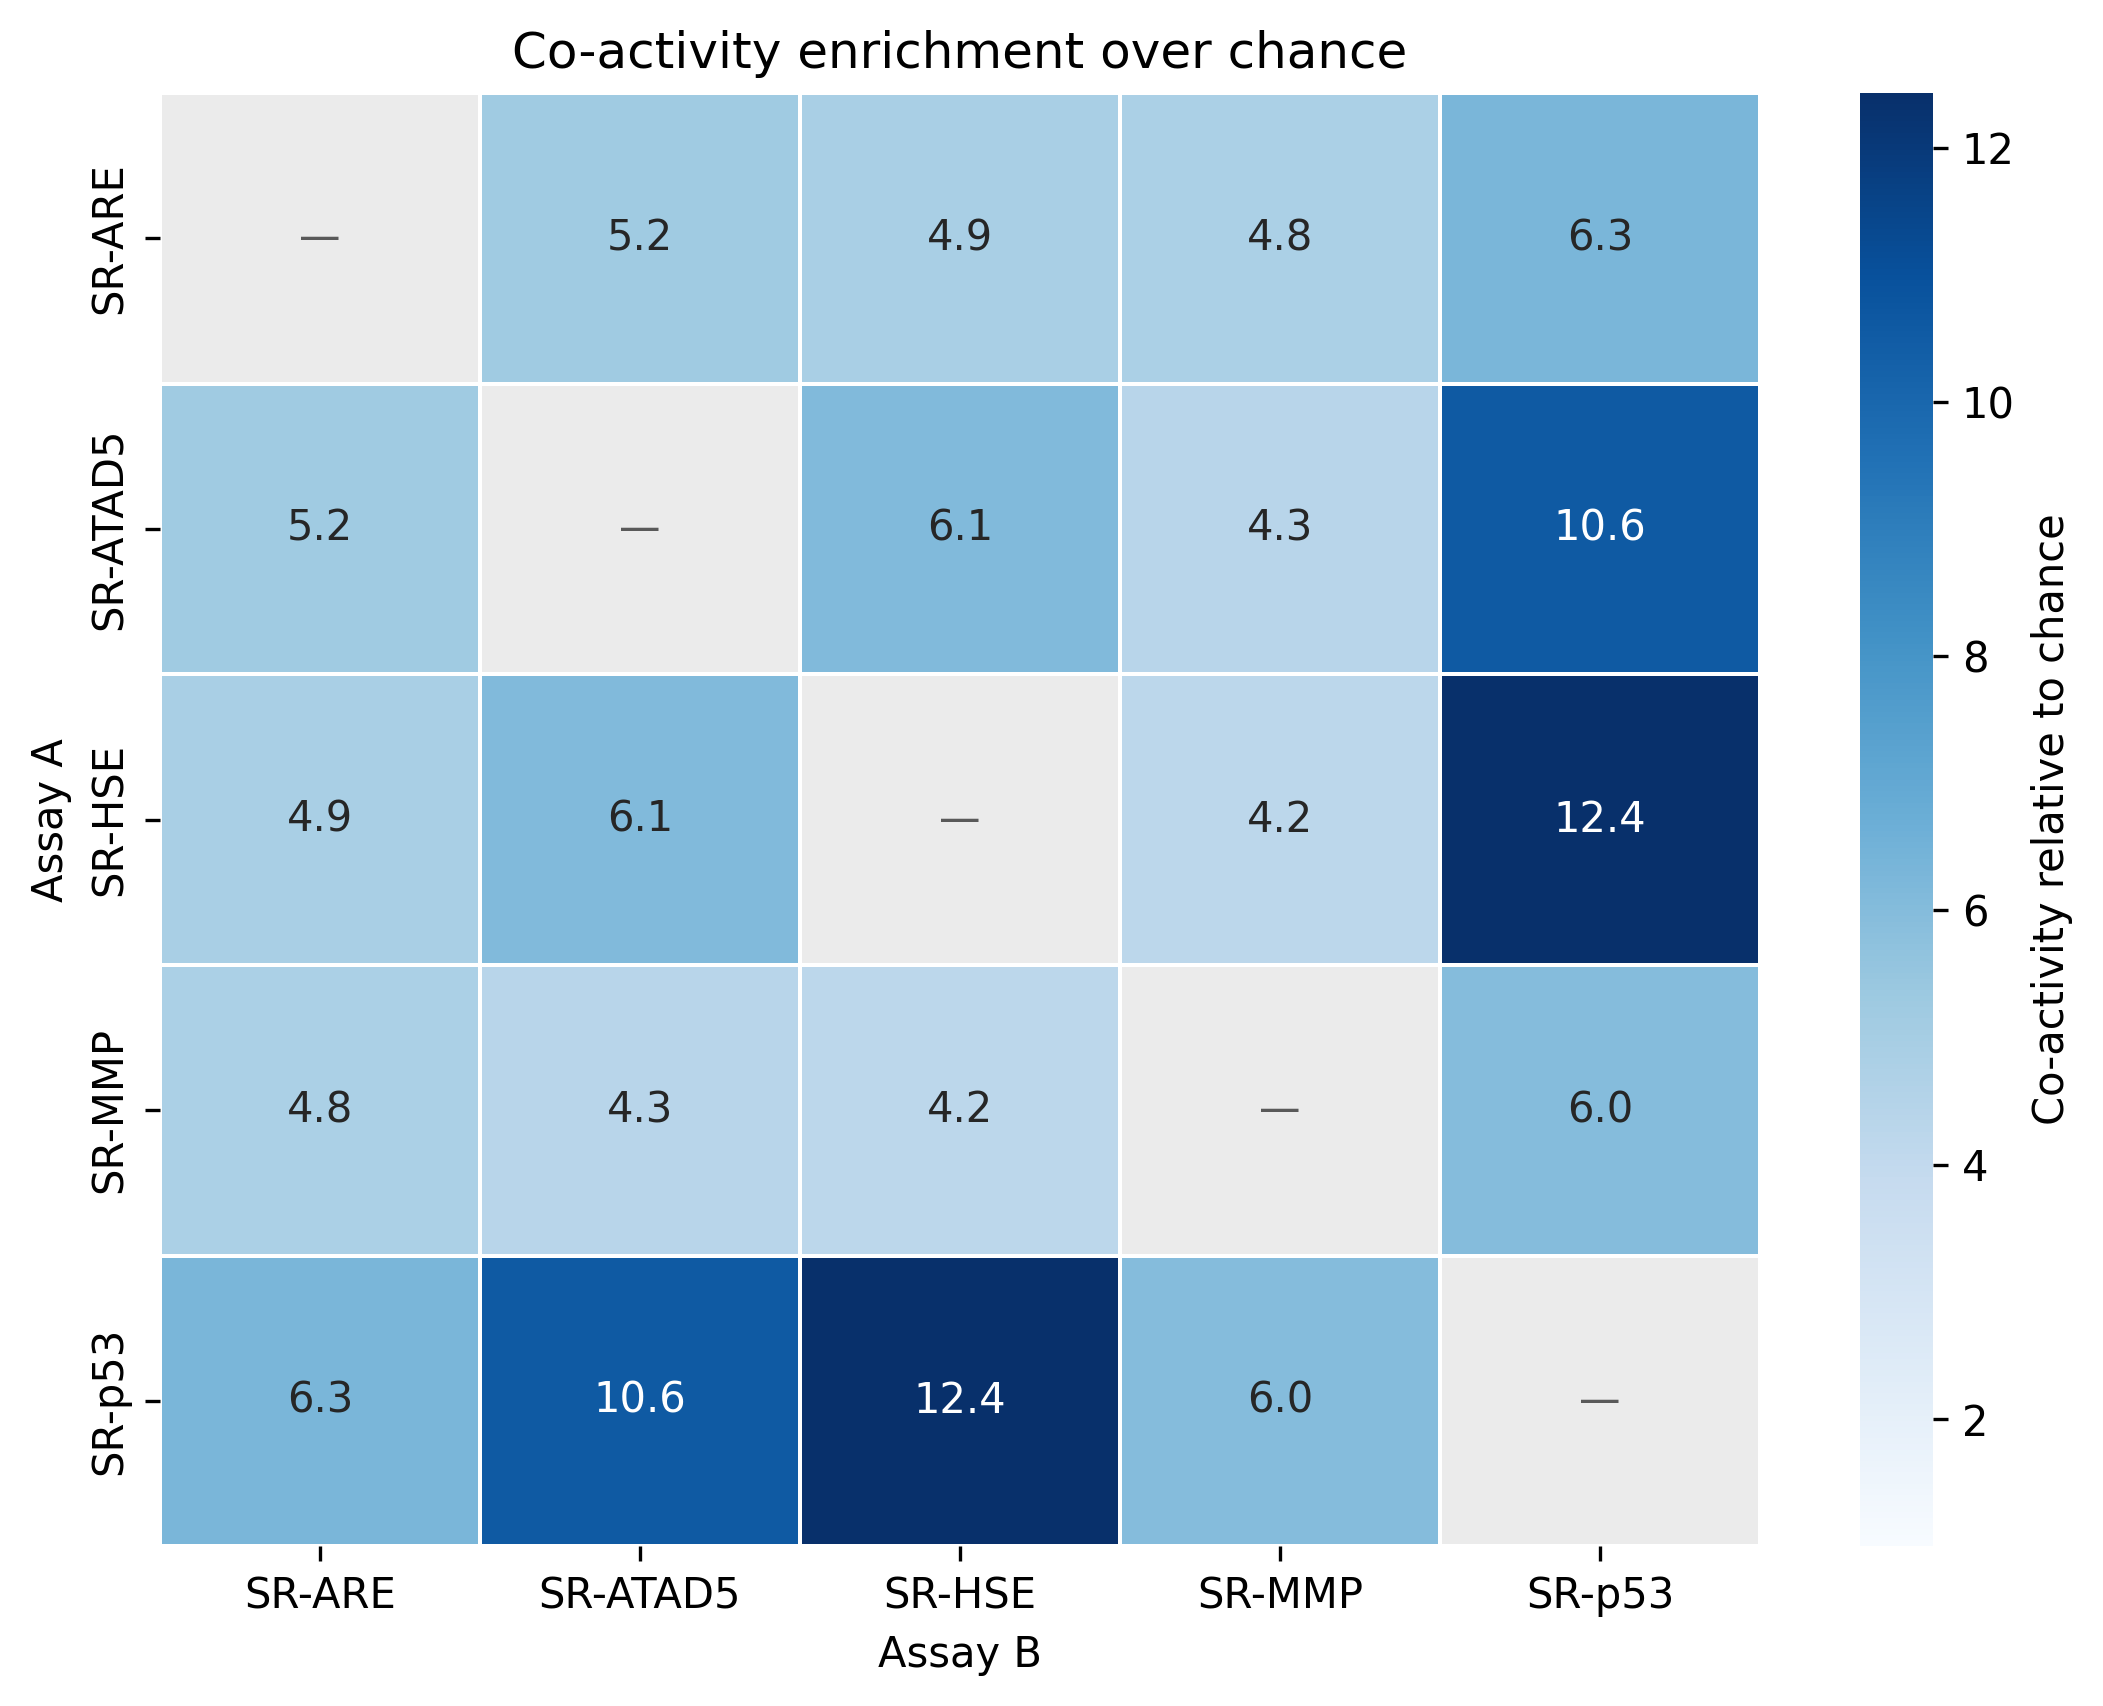 Co-activity enrichment over chance
SR-ARE — 5.2 4.9 4.8 6.3
SR-ATAD5 5.2 — 6.1 4.3 10.6
SR-HSE 4.9 6.1 — 4.2 12.4
SR-MMP 4.8 4.3 4.2 — 6.0
SR-p53 6.3 10.6 12.4 6.0 —
Assay A
SR-ARE SR-ATAD5 SR-HSE SR-MMP SR-p53
Assay B
12
10
8
6
4
2
Co-activity relative to chance